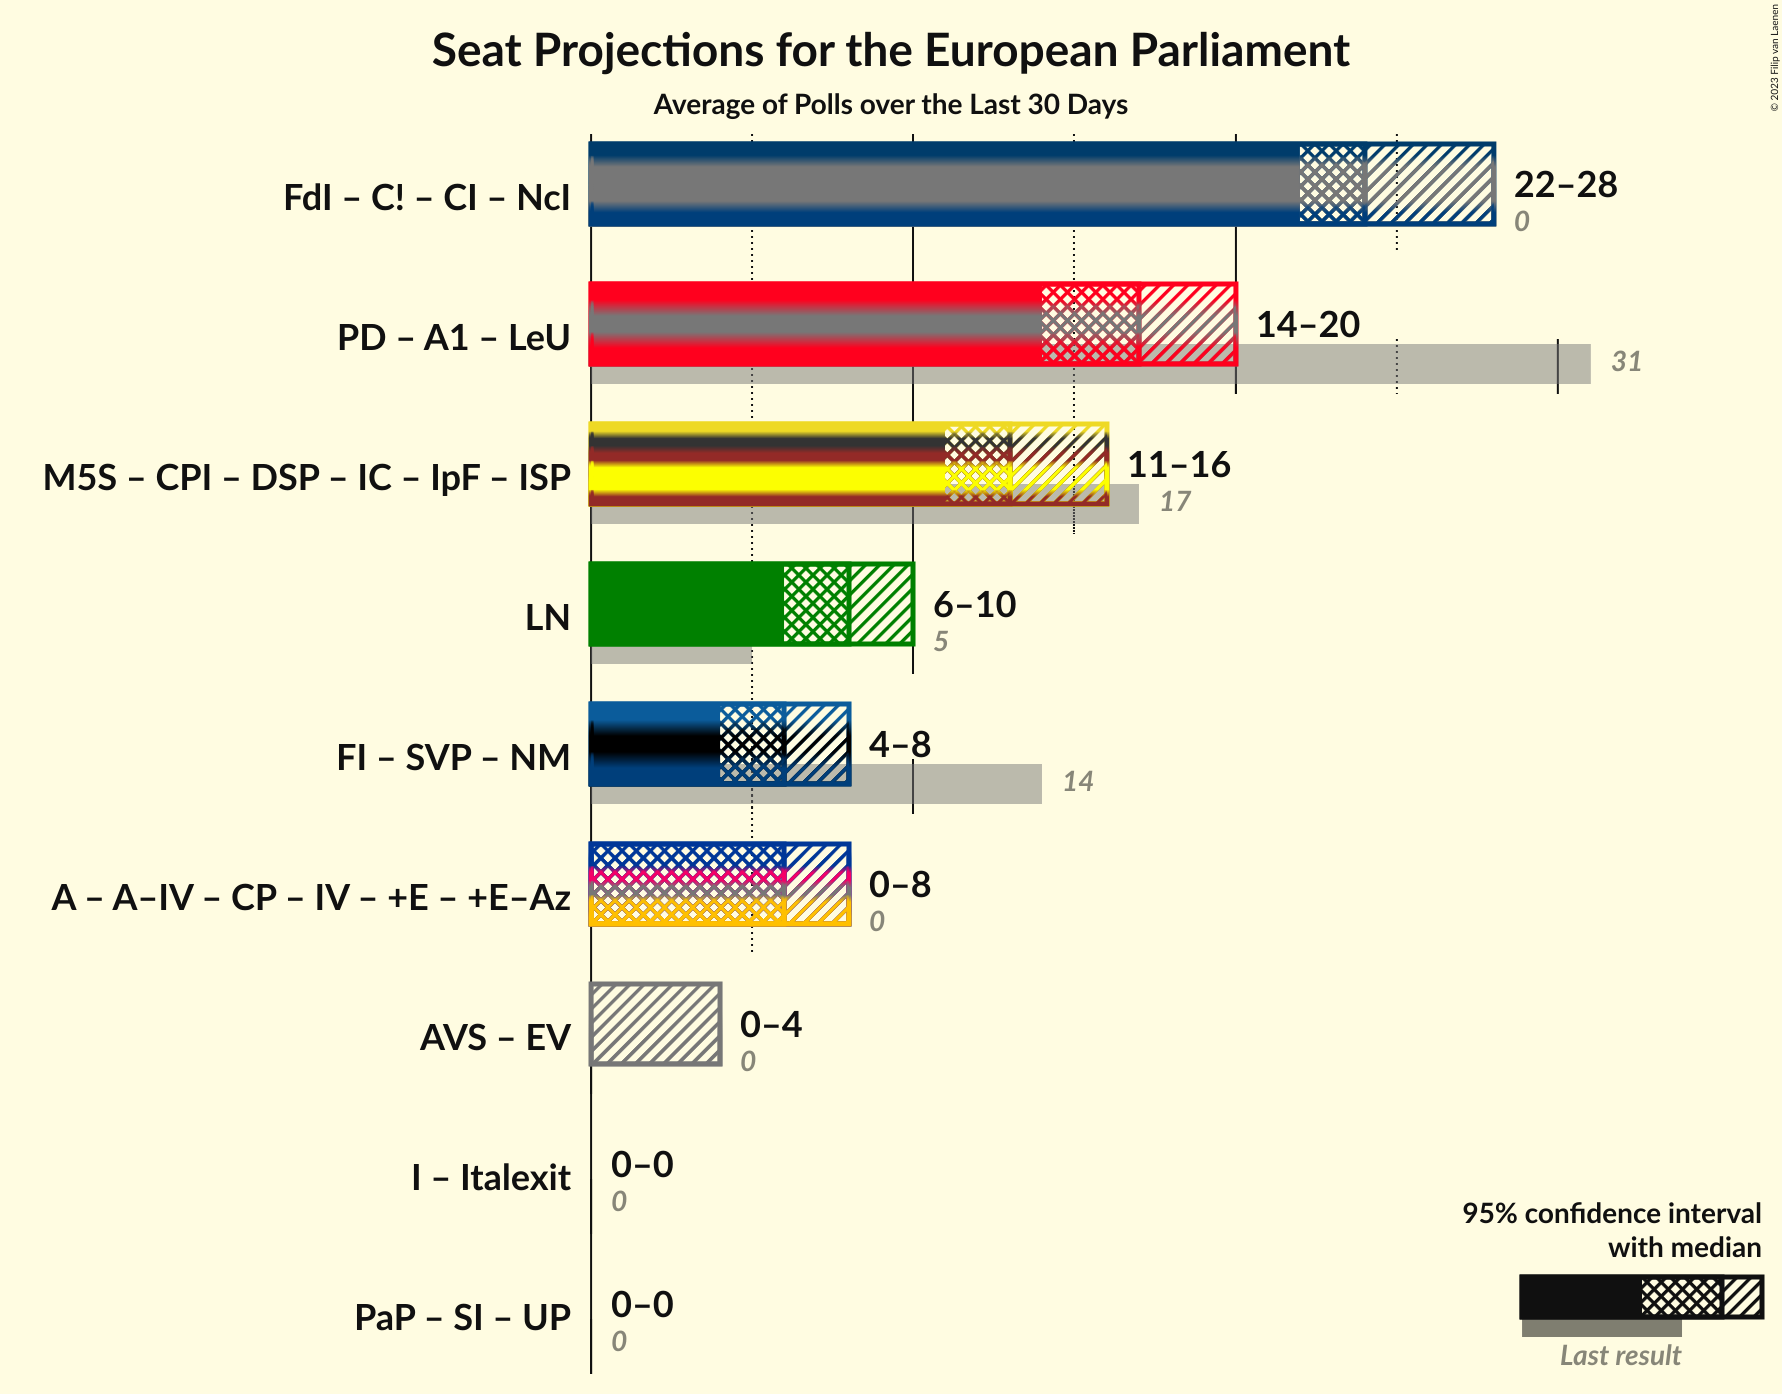 Seat Projections for the European Parliament
Average of Polls over the Last 30 Days
© 2023 Filip van Laenen
FdI – C! – CI – NcI
22–28
0
PD – A1 – LeU
14–20
31
M5S – CPI – DSP – IC – IpF – ISP
11–16
17
LN
6–10
5
FI – SVP – NM
4–8
14
A – A–IV – CP – IV – +E – +E–Az
0–8
0
AVS – EV
0–4
0
I – Italexit
0–0
0
PaP – SI – UP
0–0
0
95% confidence interval
with median
Last result